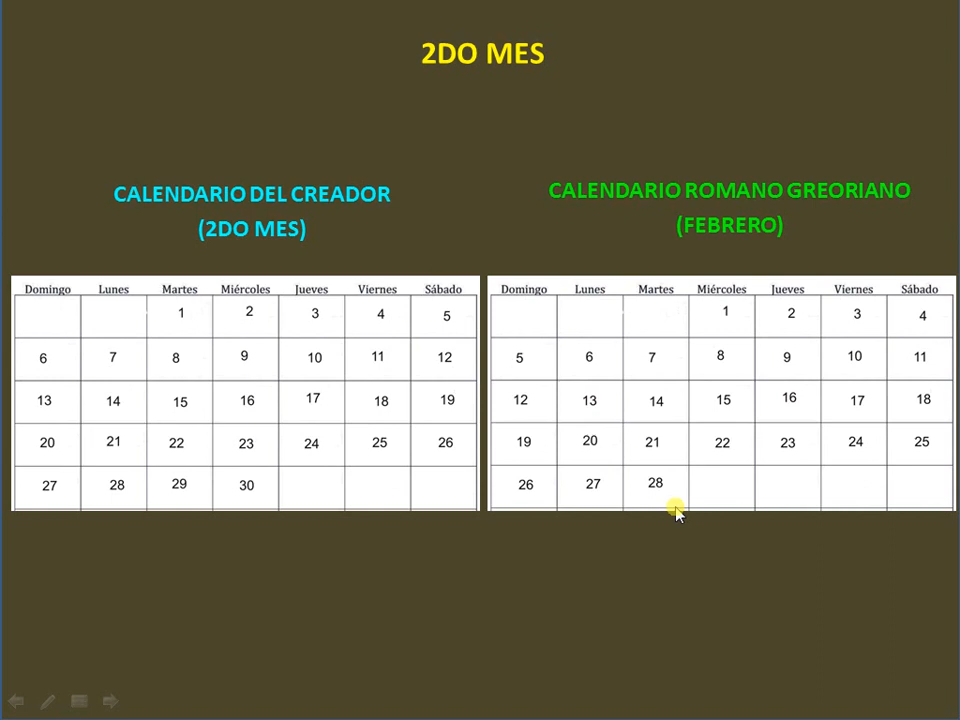 2DO MES
CALENDARIO DEL CREADOR
(2DO MES)
Domingo Lunes Martes Miércoles Jueves Viernes Sábado
1 2 3 4 5
6 7 8 9 10 11 12
13 14 15 16 17 18 19
20 21 22 23 24 25 26
27 28 29 30
CALENDARIO ROMANO GREORIANO
(FEBRERO)
Domingo Lunes Martes Miércoles Jueves Viernes Sábado
1 2 3 4
5 6 7 8 9 10 11
12 13 14 15 16 17 18
19 20 21 22 23 24 25
26 27 28